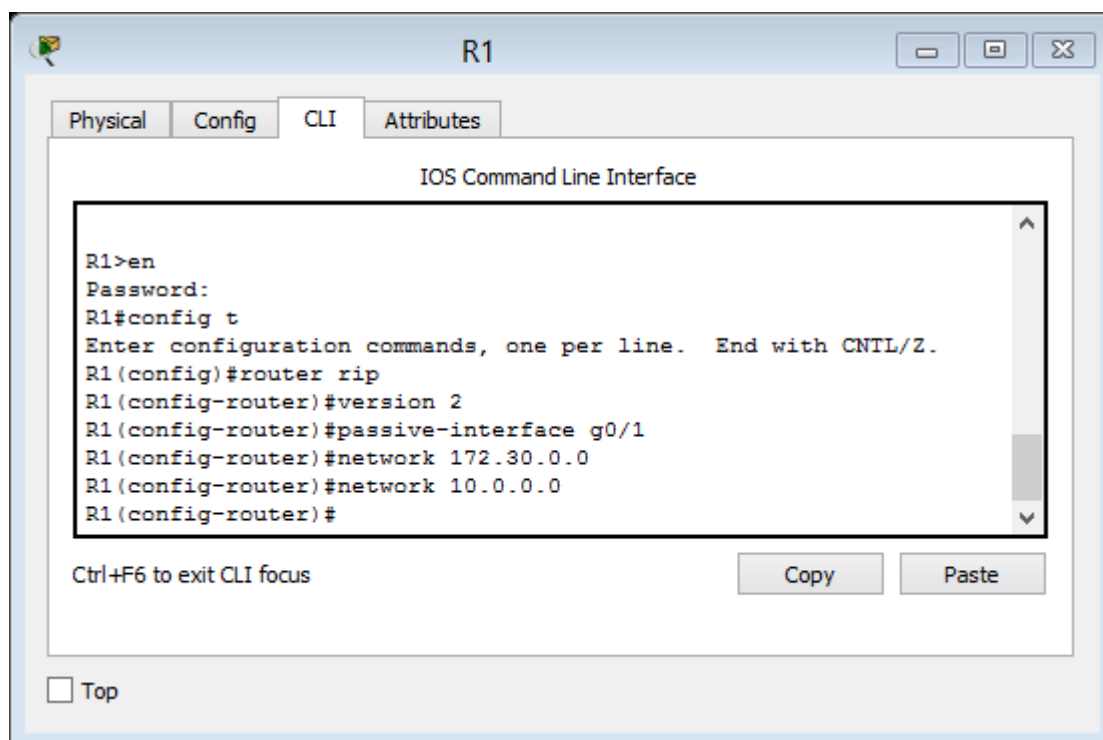 R1
Physical Config CLI Attributes
IOS Command Line Interface
R1>en
Password:
R1#config t
Enter configuration commands, one per line.  End with CNTL/Z.
R1(config)#router rip
R1(config-router)#version 2
R1(config-router)#passive-interface g0/1
R1(config-router)#network 172.30.0.0
R1(config-router)#network 10.0.0.0
R1(config-router)#
Ctrl+F6 to exit CLI focus Copy Paste
Top